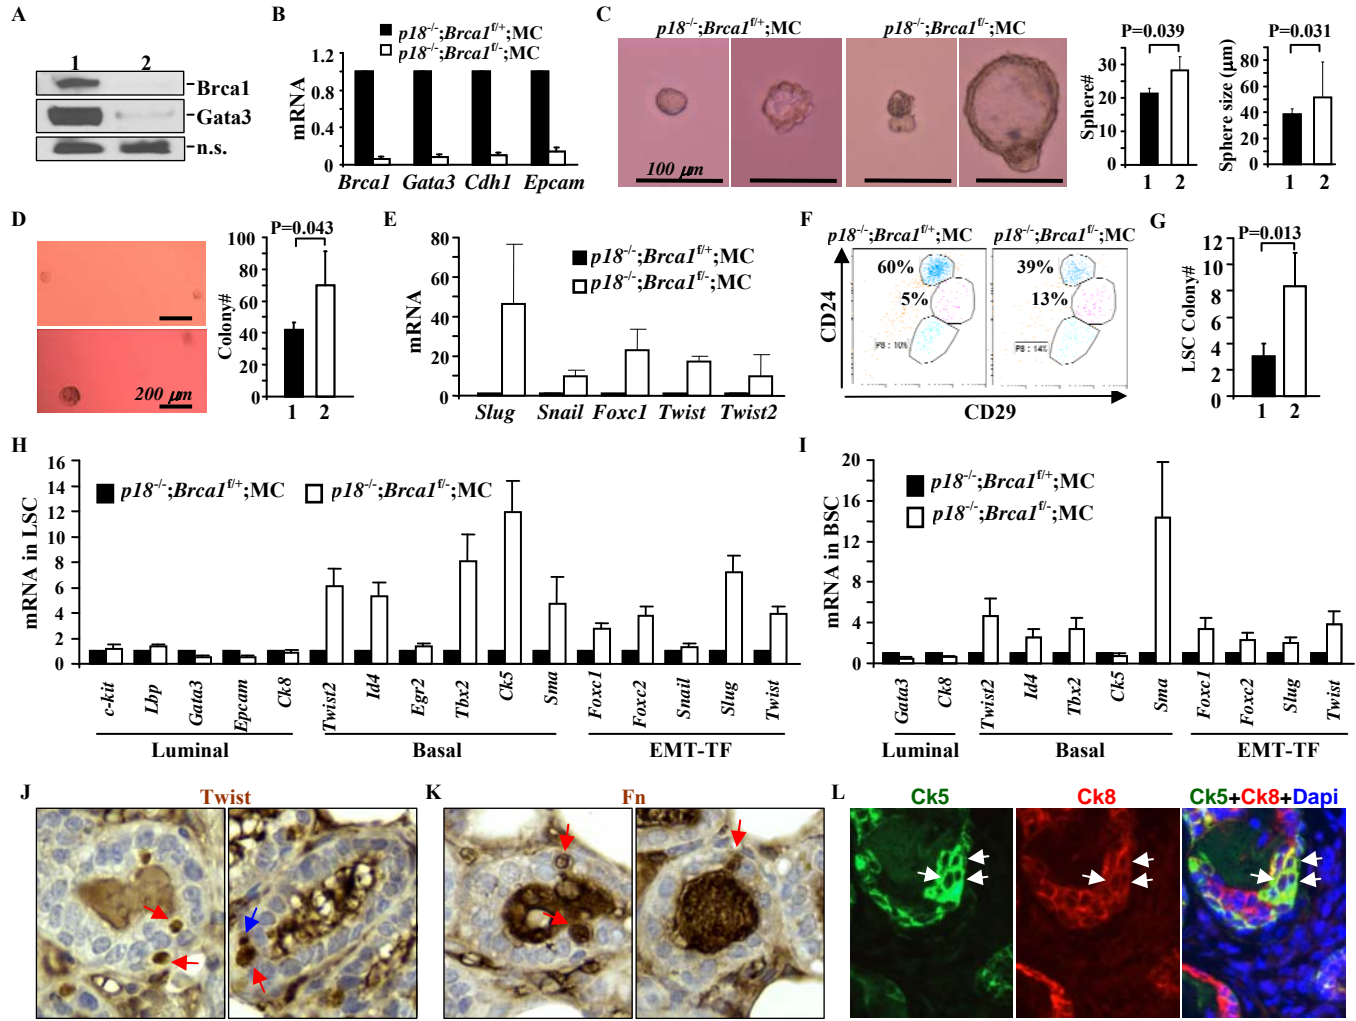 A
1 2
Brca1
Gata3
n.s.
B
p18-/-;Brca1f/+;MC
p18-/-;Brca1f/-;MC
mRNA
1.2
0.8
0.4
0
Brca1 Gata3 Cdh1 Epcam
C
p18-/-;Brca1f/+;MC p18-/-;Brca1f/-;MC
100 μm
P=0.039
Sphere#
30
20
10
0
1 2
P=0.031
Sphere size (μm)
80
60
40
20
0
1 2
D
200 μm
P=0.043
Colony#
100
80
60
40
20
0
1 2
E
mRNA
80
60
40
20
0
p18-/-;Brca1f/+;MC
p18-/-;Brca1f/-;MC
Slug Snail Foxc1 Twist Twist2
F
p18-/-;Brca1f/+;MC p18-/-;Brca1f/-;MC
CD24
60%
5%
P8 : 10%
39%
13%
P8 : 14%
CD29
G
P=0.013
LSC Colony#
12
10
8
6
4
2
0
1 2
H
mRNA in LSC
16
14
12
10
8
6
4
2
0
p18-/-;Brca1f/+;MC p18-/-;Brca1f/-;MC
c-kit Lbp Gata3 Epcam Ck8 Twist2 Id4 Egr2 Tbx2 Ck5 Sma Foxc1 Foxc2 Snail Slug Twist
Luminal Basal EMT-TF
I
mRNA in BSC
20
16
12
8
4
0
p18-/-;Brca1f/+;MC
p18-/-;Brca1f/-;MC
Gata3 Ck8 Twist2 Id4 Tbx2 Ck5 Sma Foxc1 Foxc2 Slug Twist
Luminal Basal EMT-TF
J
Twist
K
Fn
L
Ck5 Ck8 Ck5+Ck8+Dapi